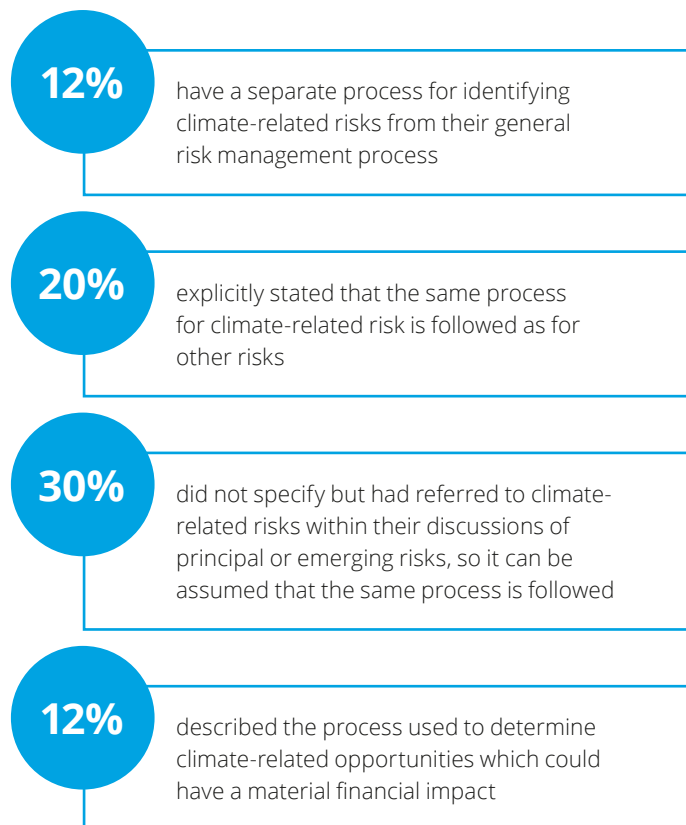 12%
have a separate process for identifying
climate-related risks from their general
risk management process
20%
explicitly stated that the same process
for climate-related risk is followed as for
other risks
30%
did not specify but had referred to climate-
related risks within their discussions of
principal or emerging risks, so it can be
assumed that the same process is followed
12%
described the process used to determine
climate-related opportunities which could
have a material financial impact